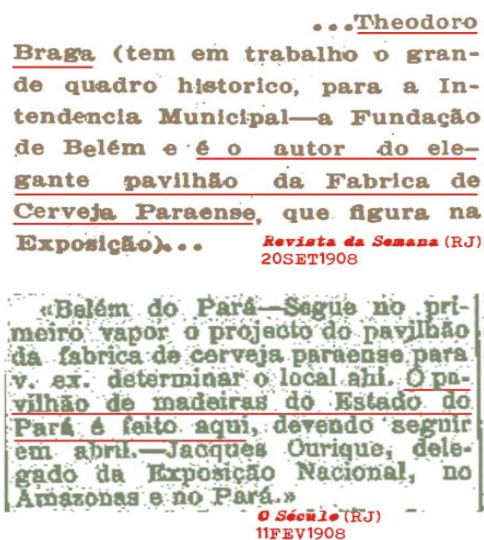 ...Theodoro
Braga (tem em trabalho o gran-
de quadro historico, para a In-
tendencia Municipal—a Fundação
de Belém e é o autor do ele-
gante pavilhão da Fabrica de
Cerveja Paraense, que figura na
Exposição)...
Revista da Semana (RJ)
20SET1908
«Belém do Pará—Segue no pri-
meiro vapor o projecto do pavilhão
da fabrica de cerveja paraense para
v. ex. determinar o local ahi. O pa-
vilhão de madeiras do Estado do
Pará é feito aqui, devendo seguir
em abril.—Jacques Ourique, dele-
gado da Exposição Nacional, no
Amazonas e no Pará.»
O Século (RJ)
11FEV1908